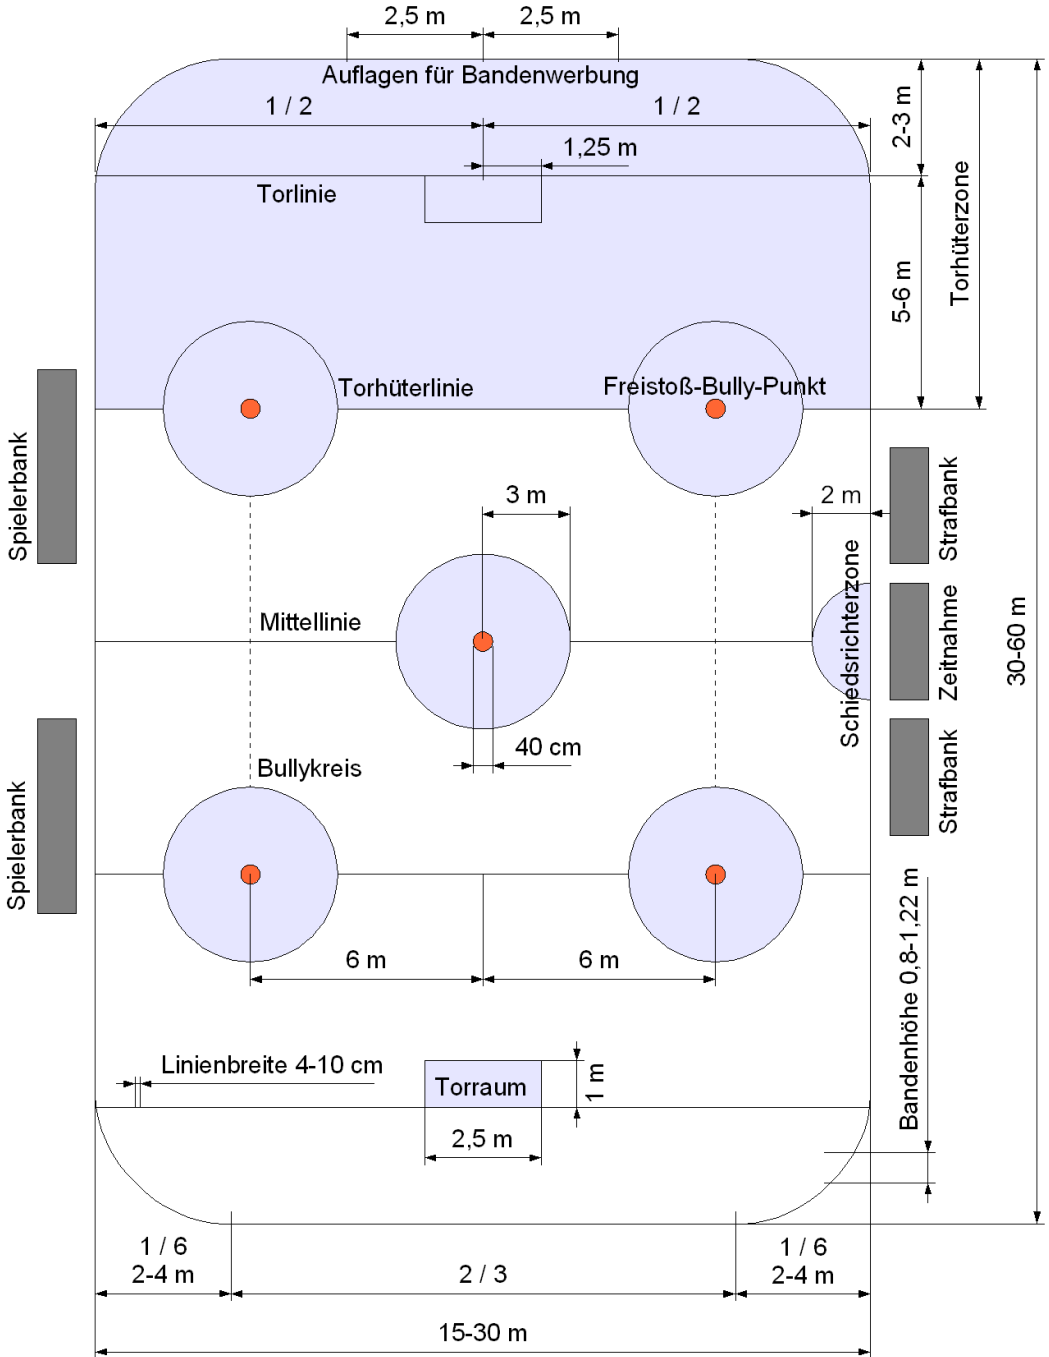 2,5 m
2,5 m
Auflagen für Bandenwerbung
1 / 2
1 / 2
2-3 m
1,25 m
Torlinie
Torhüterzone
5-6 m
Torhüterlinie
Freistoß-Bully-Punkt
Spielerbank
3 m
2 m
Strafbank
Schiedsrichterzone
Mittellinie
Zeitnahme
30-60 m
40 cm
Bullykreis
Spielerbank
Strafbank
6 m
6 m
Bandenhöhe 0,8-1,22 m
Linienbreite 4-10 cm
Torraum
1 m
2,5 m
1 / 6
2-4 m
2 / 3
1 / 6
2-4 m
15-30 m